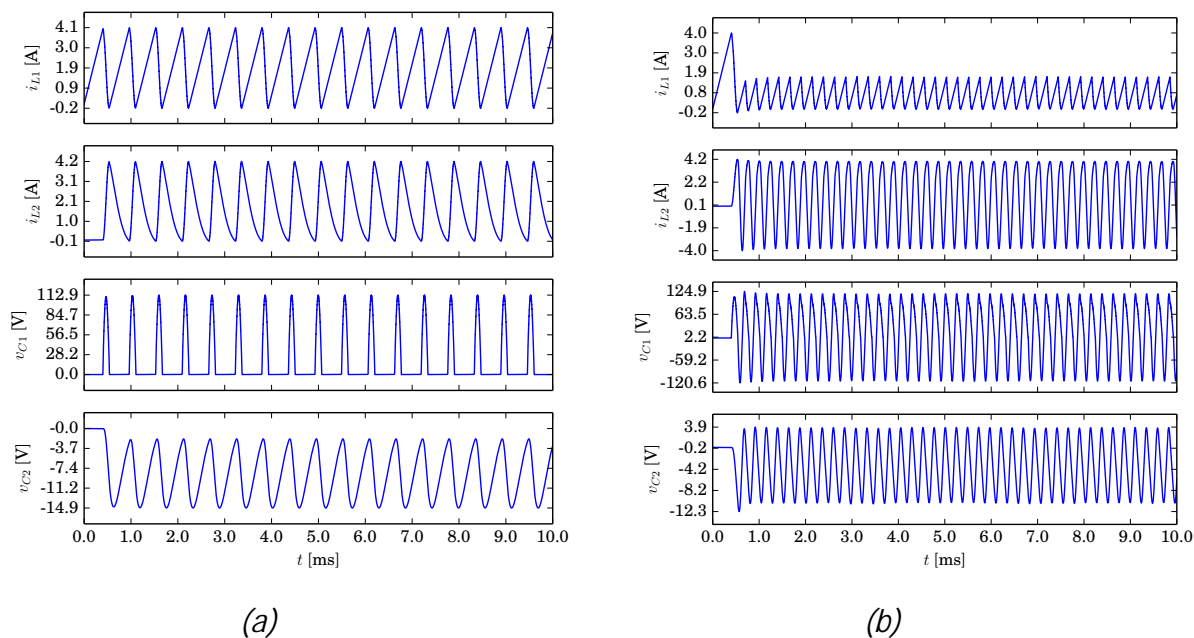 4.1
3.0
1.9
0.9
-0.2
i_{L1} [A]
4.2
3.1
2.1
1.0
-0.1
i_{L2} [A]
112.9
84.7
56.5
28.2
0.0
v_{C1} [V]
-0.0
-3.7
-7.4
-11.2
-14.9
v_{C2} [V]
0.0 1.0 2.0 3.0 4.0 5.0 6.0 7.0 8.0 9.0 10.0
t [ms]
(a)
4.0
3.0
1.9
0.8
-0.2
i_{L1} [A]
4.2
2.2
0.1
-1.9
-4.0
i_{L2} [A]
124.9
63.5
2.2
-59.2
-120.6
v_{C1} [V]
3.9
-0.2
-4.2
-8.2
-12.3
v_{C2} [V]
0.0 1.0 2.0 3.0 4.0 5.0 6.0 7.0 8.0 9.0 10.0
t [ms]
(b)